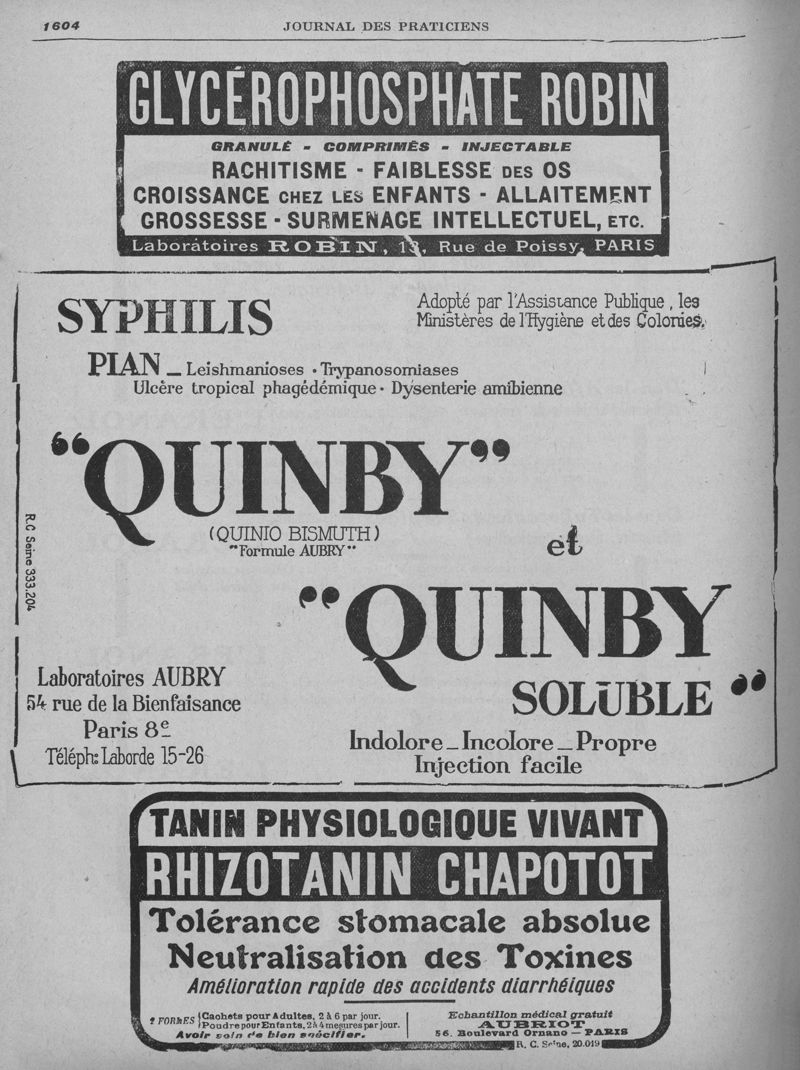 1604
JOURNAL DES PRATICIENS
GLYCÉROPHOSPHATE ROBIN
GRANULÉ - COMPRIMÉS - INJECTABLE
RACHITISME - FAIBLESSE DES OS
CROISSANCE CHEZ LES ENFANTS - ALLAITEMENT
GROSSESSE - SURMENAGE INTELLECTUEL, ETC.
Laboratoires ROBIN, 13, Rue de Poissy, PARIS
SYPHILIS
Adopté par l'Assistance Publique, les
Ministères de l'Hygiène et des Colonies.
PIAN _ Leishmanioses • Trypanosomiases
Ulcère tropical phagédémique • Dysenterie amibienne
"QUINBY"
(QUINIO BISMUTH)
"Formule AUBRY"
et
"QUINBY
SOLUBLE"
R.C Seine 333.204
Laboratoires AUBRY
54 rue de la Bienfaisance
Paris 8e
Téléph: Laborde 15-26
Indolore _ Incolore _ Propre
Injection facile
TANIN PHYSIOLOGIQUE VIVANT
RHIZOTANIN CHAPOTOT
Tolérance stomacale absolue
Neutralisation des Toxines
Amélioration rapide des accidents diarrhéiques
2 FORMES
Cachets pour Adultes, 2 à 6 par jour.
Poudre pour Enfants, 2 à 4 mesures par jour.
Avoir soin de bien spécifier.
Echantillon médical gratuit
AUBRIOT
56, Boulevard Ornano — PARIS
R. C. Seine, 20.019